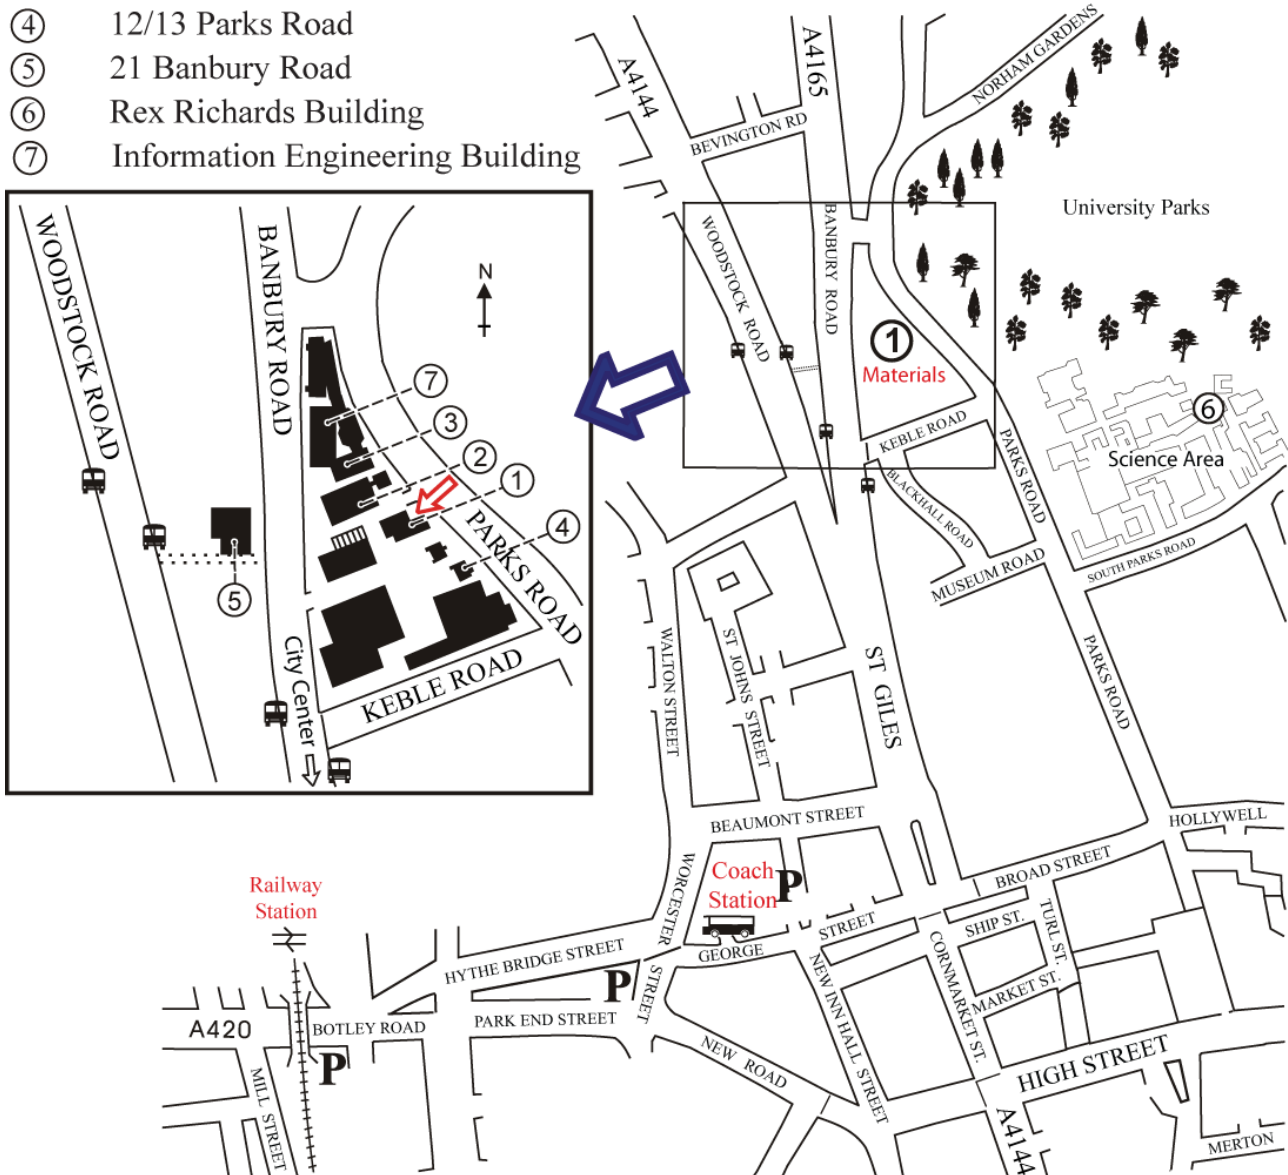 ④ 12/13 Parks Road
⑤ 21 Banbury Road
⑥ Rex Richards Building
⑦ Information Engineering Building
WOODSTOCK ROAD
BANBURY ROAD
N
⑦
③
②
①
④
⑤
PARKS ROAD
KEBLE ROAD
City Center
A4144
A4165
NORHAM GARDENS
BEVINGTON RD
University Parks
WOODSTOCK ROAD
BANBURY ROAD
①
Materials
KEBLE ROAD
PARKS ROAD
⑥
Science Area
BLACKHALL ROAD
MUSEUM ROAD
SOUTH PARKS ROAD
WALTON STREET
ST JOHNS STREET
ST GILES
PARKS ROAD
BEAUMONT STREET
HOLLYWELL
WORCESTER
STREET
Coach
Station
P
BROAD STREET
Railway
Station
HYTHE BRIDGE STREET
GEORGE
STREET
SHIP ST.
TURL ST.
CORNMARKET ST.
MARKET ST.
NEW INN HALL STREET
P
A420
BOTLEY ROAD
PARK END STREET
P
NEW ROAD
HIGH STREET
MILL STREET
A4144
MERTON